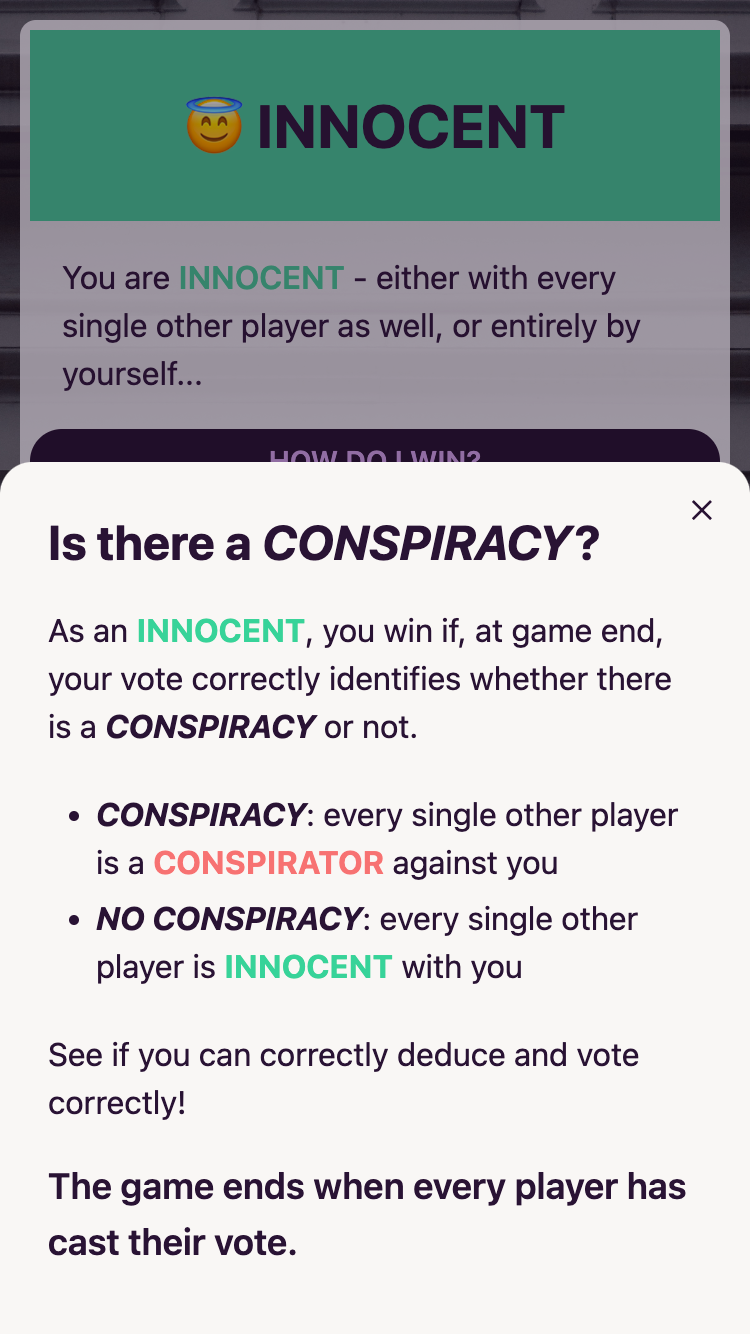 😇 INNOCENT
You are INNOCENT - either with every
single other player as well, or entirely by
yourself...
HOW DO I WIN?
Is there a CONSPIRACY?
As an INNOCENT, you win if, at game end,
your vote correctly identifies whether there
is a CONSPIRACY or not.
• CONSPIRACY: every single other player
is a CONSPIRATOR against you
• NO CONSPIRACY: every single other
player is INNOCENT with you
See if you can correctly deduce and vote
correctly!
The game ends when every player has
cast their vote.